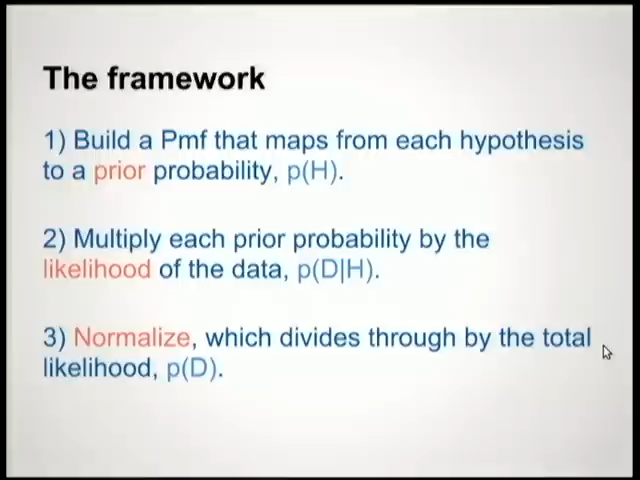 The framework
1) Build a Pmf that maps from each hypothesis
to a prior probability, p(H).
2) Multiply each prior probability by the
likelihood of the data, p(D|H).
3) Normalize, which divides through by the total
likelihood, p(D).